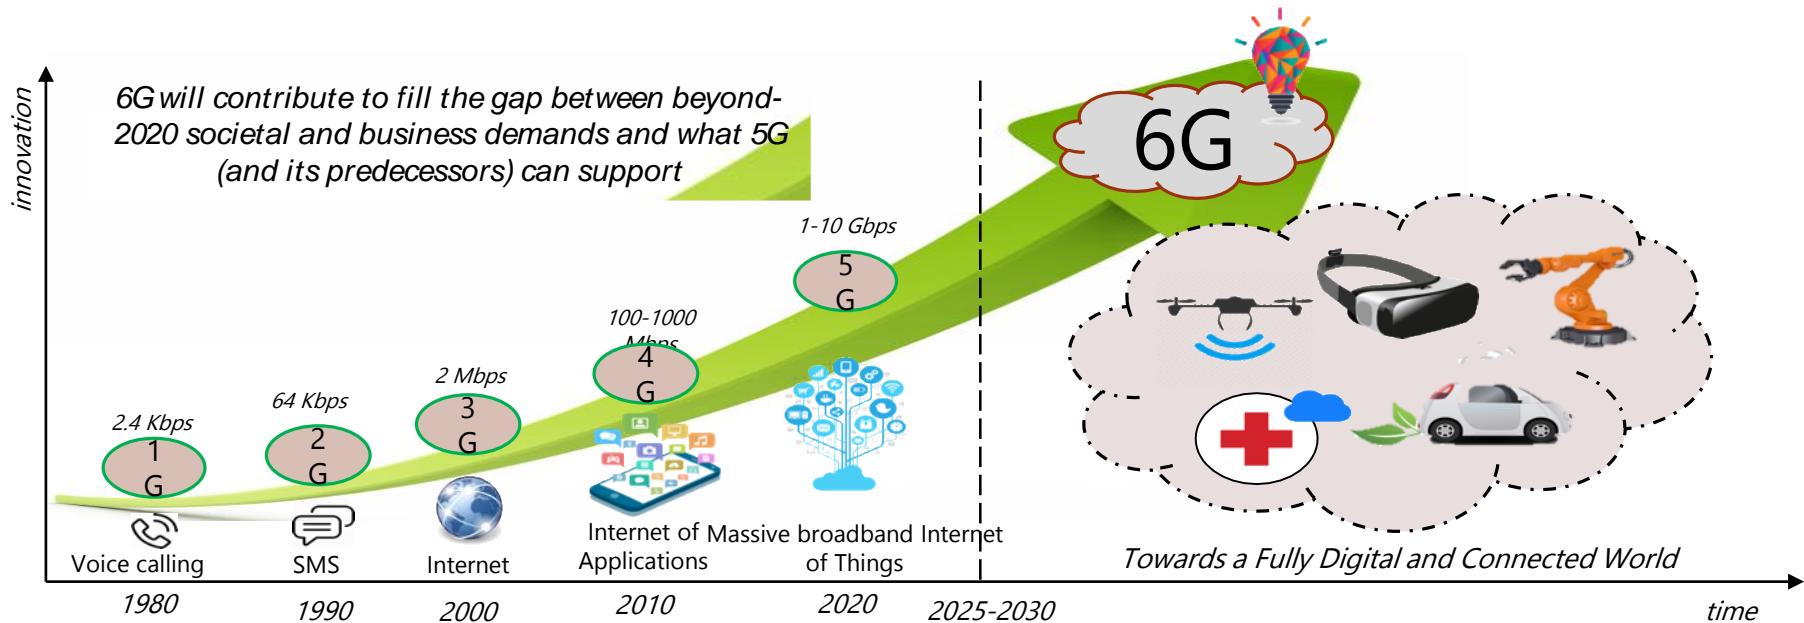 6G will contribute to fill the gap between beyond-
2020 societal and business demands and what 5G
(and its predecessors) can support
innovation
6G
1-10 Gbps
5
G
100-1000
Mbps
4
G
2 Mbps
3
G
64 Kbps
2
G
2.4 Kbps
1
G
Voice calling
SMS
Internet
Internet of
Applications
Massive broadband Internet
of Things
Towards a Fully Digital and Connected World
1980
1990
2000
2010
2020
2025-2030
time